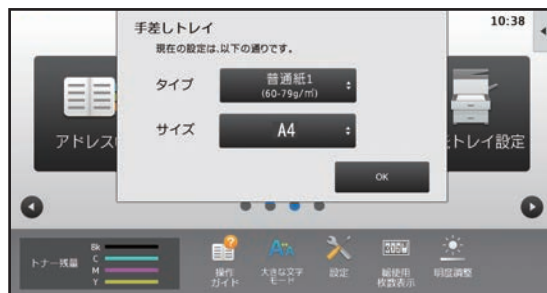 手差しトレイ
10:38
現在の設定は、以下の通りです。
タイプ
普通紙1
(60-79g/㎡)
サイズ
A4
アドレス
トレイ設定
OK
トナー残量
Bk
C
M
Y
操作
ガイド
大きな文字
モード
設定
総使用
枚数表示
明度調整